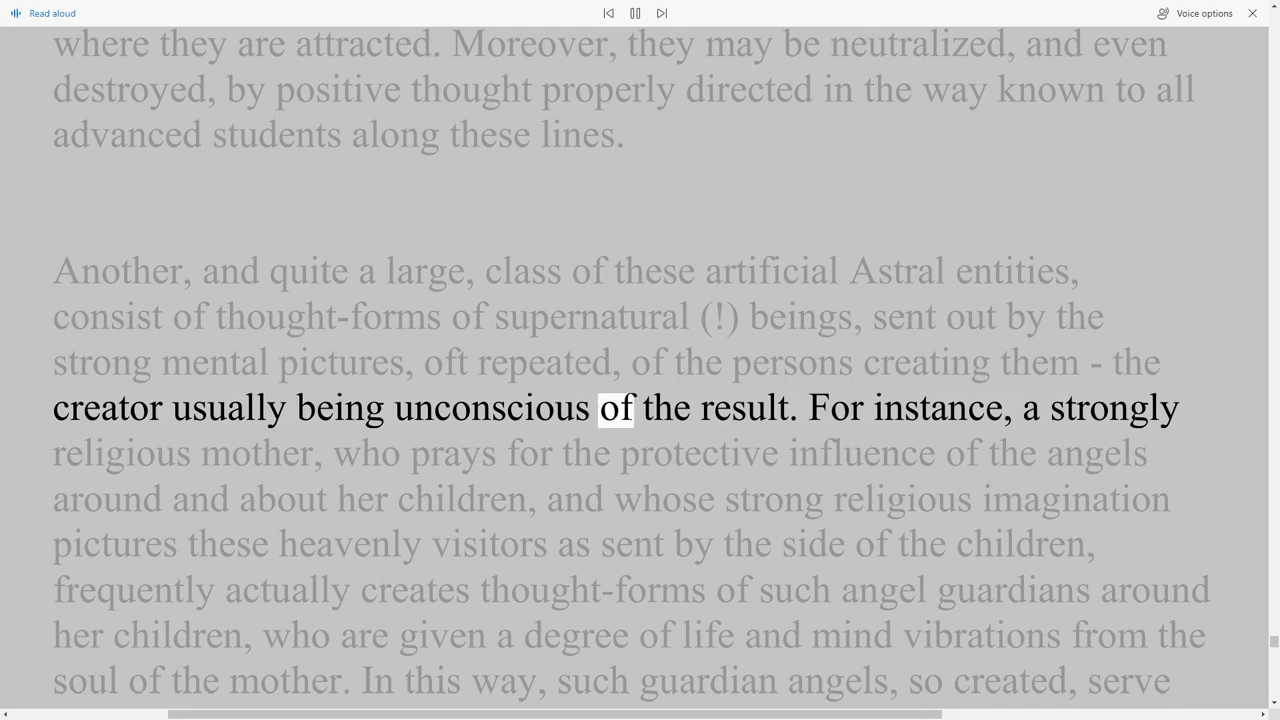 Read aloud
Voice options
where they are attracted. Moreover, they may be neutralized, and even
destroyed, by positive thought properly directed in the way known to all
advanced students along these lines.
Another, and quite a large, class of these artificial Astral entities,
consist of thought-forms of supernatural (!) beings, sent out by the
strong mental pictures, oft repeated, of the persons creating them - the
creator usually being unconscious of the result. For instance, a strongly
religious mother, who prays for the protective influence of the angels
around and about her children, and whose strong religious imagination
pictures these heavenly visitors as sent by the side of the children,
frequently actually creates thought-forms of such angel guardians around
her children, who are given a degree of life and mind vibrations from the
soul of the mother. In this way, such guardian angels, so created, serve